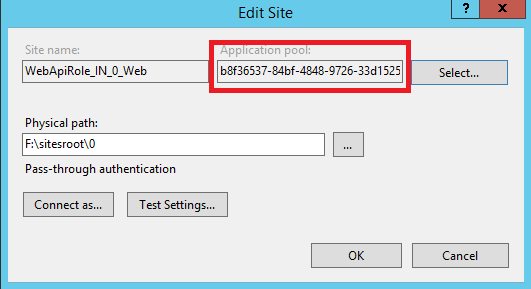 Edit Site
?
Site name:
Application pool:
WebApiRole_IN_0_Web
b8f36537-84bf-4848-9726-33d1525
Select...
Physical path:
F:\sitesroot\0
...
Pass-through authentication
Connect as...
Test Settings...
OK
Cancel